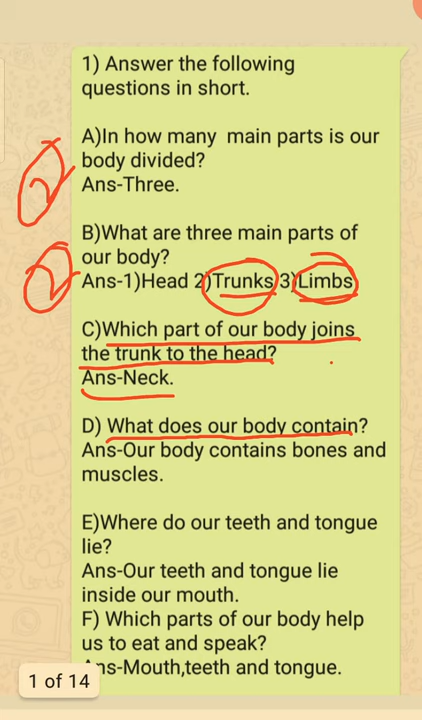 1) Answer the following
questions in short.
A)In how many main parts is our
body divided?
Ans-Three.
2
B)What are three main parts of
our body?
2
Ans-1)Head 2)Trunks 3)Limbs
C)Which part of our body joins
the trunk to the head?
Ans-Neck.
D) What does our body contain?
Ans-Our body contains bones and
muscles.
E)Where do our teeth and tongue
lie?
Ans-Our teeth and tongue lie
inside our mouth.
F) Which parts of our body help
us to eat and speak?
Ans-Mouth,teeth and tongue.
1 of 14